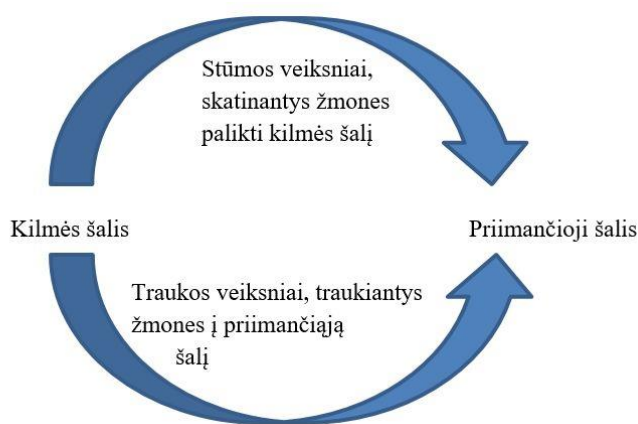 Stūmos veiksniai,
skatinantys žmones
palikti kilmės šalį
Kilmės šalis
Priimančioji šalis
Traukos veiksniai, traukiantys
žmones į priimančiąją
šalį